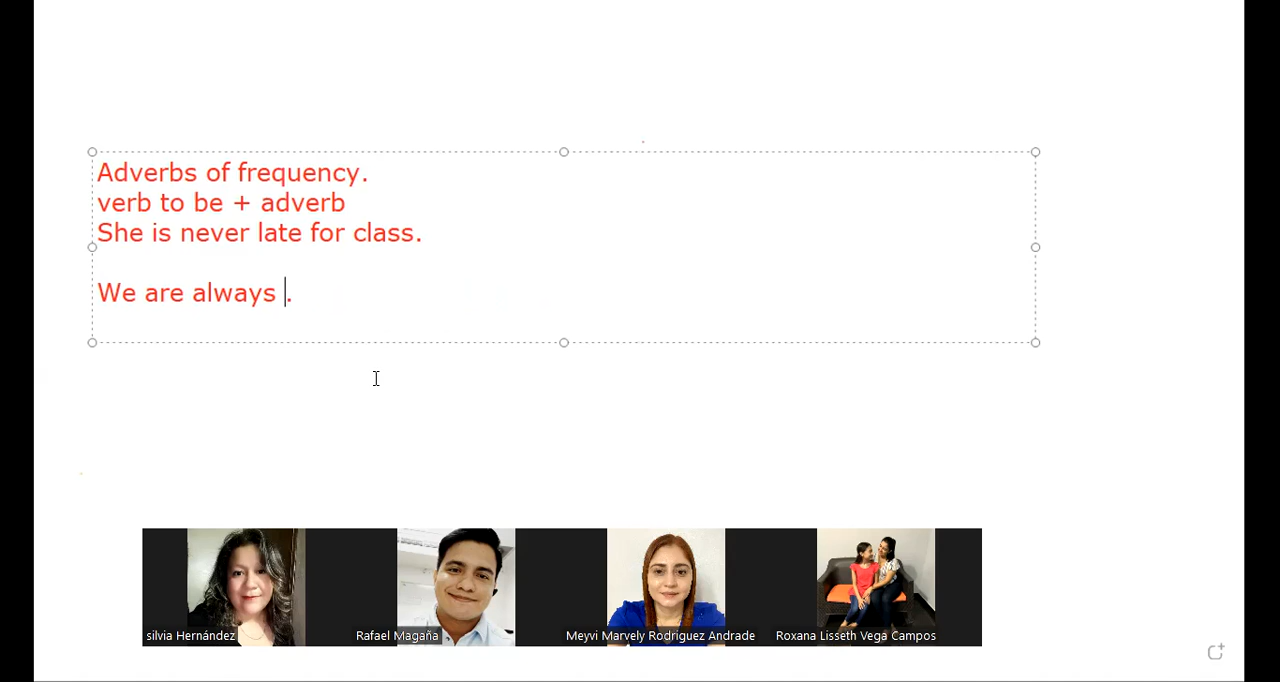 Adverbs of frequency.
verb to be + adverb
She is never late for class.
We are always .
silvia Hernández
Rafael Magaña
Meyvi Marvely Rodriguez Andrade
Roxana Lisseth Vega Campos